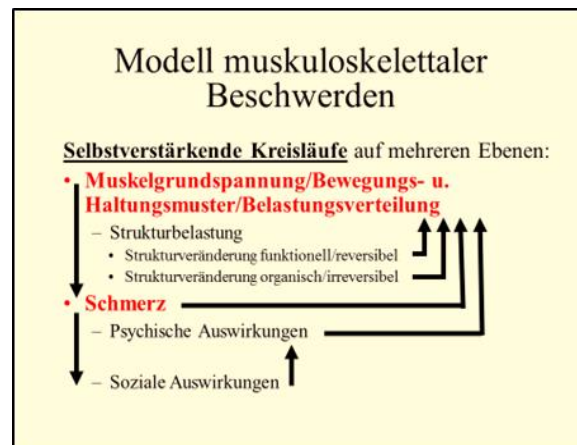 Modell muskuloskelettaler
Beschwerden
Selbstverstärkende Kreisläufe auf mehreren Ebenen:
• Muskelgrundspannung/Bewegungs- u.
Haltungsmuster/Belastungsverteilung
– Strukturbelastung
• Strukturveränderung funktionell/reversibel
• Strukturveränderung organisch/irreversibel
• Schmerz
– Psychische Auswirkungen
– Soziale Auswirkungen